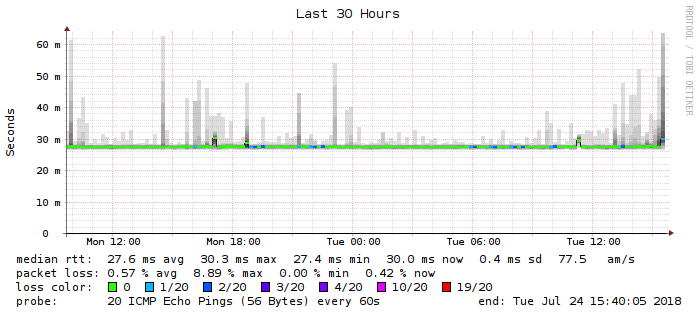 Last 30 Hours
RRDTOOL / TOBI OETIKER
Seconds
60 m
50 m
40 m
30 m
20 m
10 m
0
Mon 12:00 Mon 18:00 Tue 00:00 Tue 06:00 Tue 12:00
median rtt: 27.6 ms avg 30.3 ms max 27.4 ms min 30.0 ms now 0.4 ms sd 77.5 am/s
packet loss: 0.57 % avg 8.89 % max 0.00 % min 0.42 % now
loss color: 0 1/20 2/20 3/20 4/20 10/20 19/20
probe: 20 ICMP Echo Pings (56 Bytes) every 60s end: Tue Jul 24 15:40:05 2018